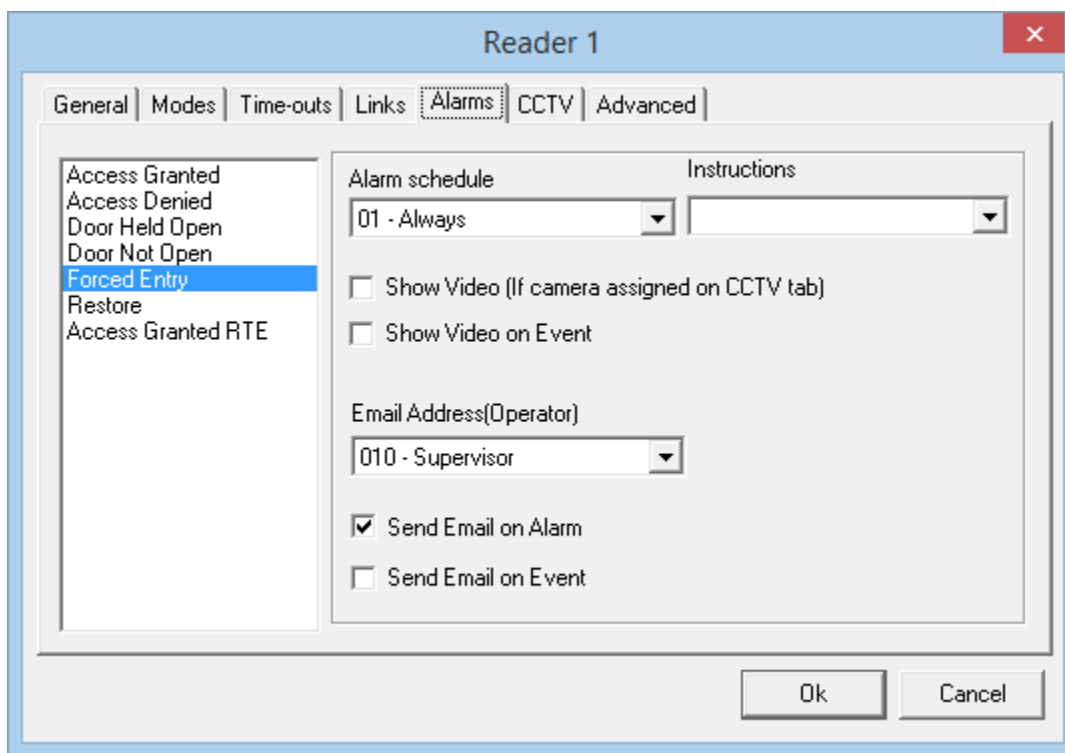 Reader 1
General Modes Time-outs Links Alarms CCTV Advanced
Access Granted
Access Denied
Door Held Open
Door Not Open
Forced Entry
Restore
Access Granted RTE
Alarm schedule
01 - Always
Instructions
Show Video (If camera assigned on CCTV tab)
Show Video on Event
Email Address(Operator)
010 - Supervisor
Send Email on Alarm
Send Email on Event
Ok Cancel